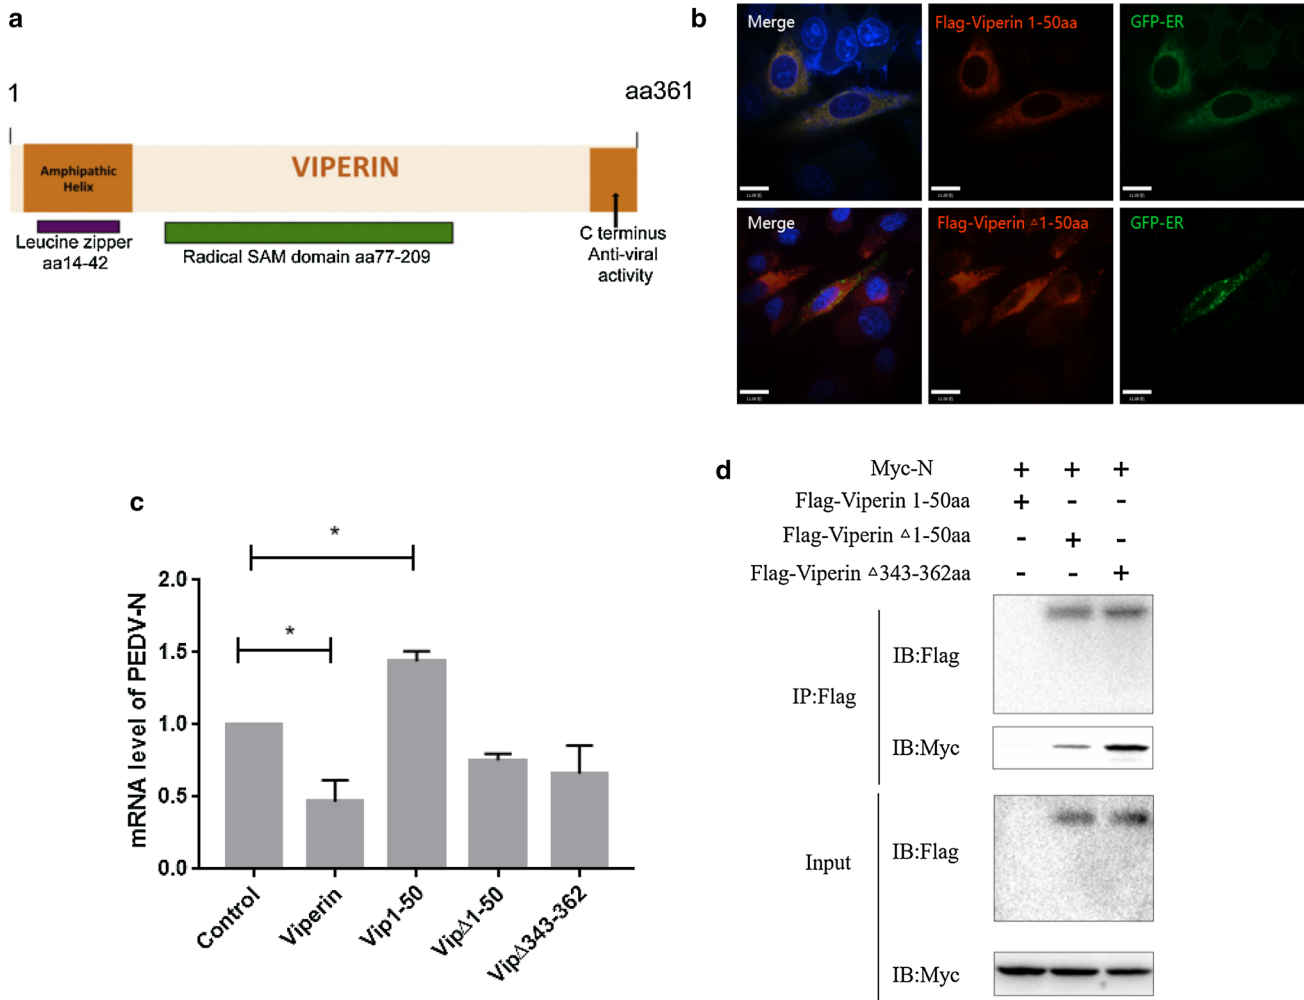 a
1
aa361
Amphipathic
Helix
VIPERIN
Leucine zipper
aa14-42
Radical SAM domain aa77-209
C terminus
Anti-viral
activity
b
Merge
Flag-Viperin 1-50aa
GFP-ER
Merge
Flag-Viperin △1-50aa
GFP-ER
c
mRNA level of PEDV-N
2.0
1.5
1.0
0.5
0.0
*
*
Control
Viperin
Vip1-50
VipΔ1-50
VipΔ343-362
d
Myc-N + + +
Flag-Viperin 1-50aa + - -
Flag-Viperin △1-50aa - + -
Flag-Viperin △343-362aa - - +
IP:Flag
IB:Flag
IB:Myc
Input
IB:Flag
IB:Myc